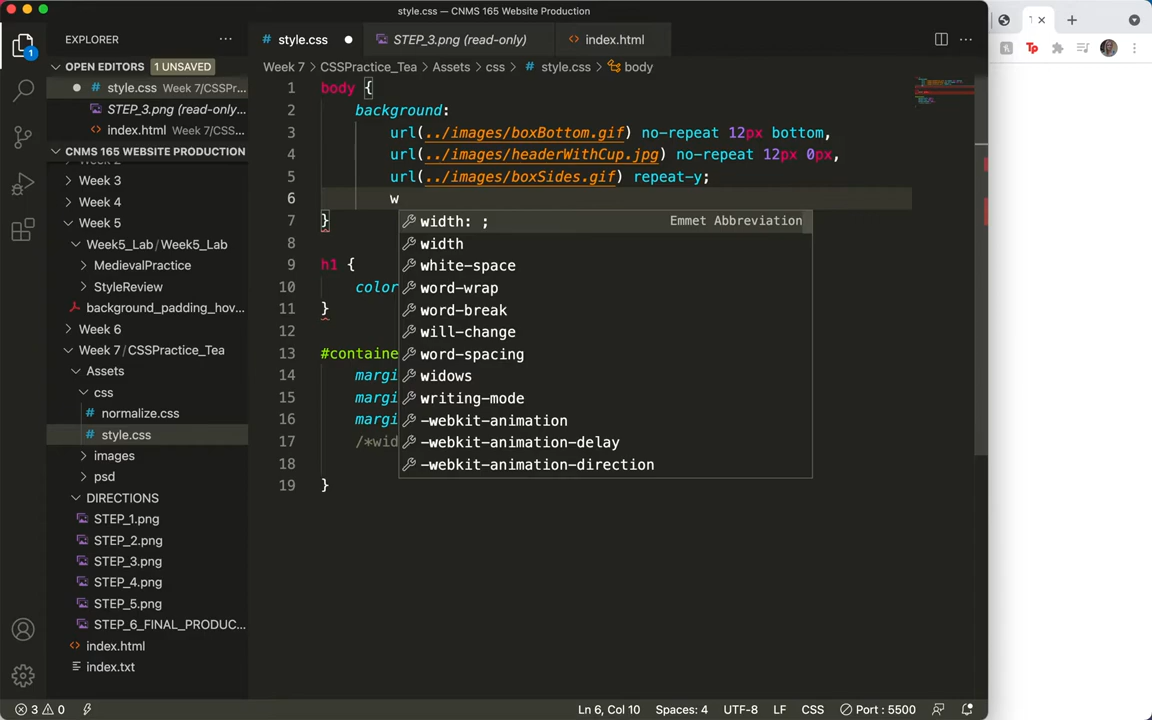 style.css — CNMS 165 Website Production
EXPLORER
style.css
STEP_3.png (read-only)
index.html
OPEN EDITORS
1 UNSAVED
Week 7 > CSSPractice_Tea > Assets > css > # style.css > body
# style.css Week 7/CSSPr...
STEP_3.png (read-only...
index.html Week 7/CSS...
CNMS 165 WEBSITE PRODUCTION
Week 3
Week 4
Week 5
Week5_Lab / Week5_Lab
MedievalPractice
StyleReview
background_padding_hov...
Week 6
Week 7 / CSSPractice_Tea
Assets
css
# normalize.css
# style.css
images
psd
DIRECTIONS
STEP_1.png
STEP_2.png
STEP_3.png
STEP_4.png
STEP_5.png
STEP_6_FINAL_PRODUC...
index.html
index.txt
1 body {
2 background:
3 url(../images/boxBottom.gif) no-repeat 12px bottom,
4 url(../images/headerWithCup.jpg) no-repeat 12px 0px,
5 url(../images/boxSides.gif) repeat-y;
6 w
7 }
8
9 h1 {
10 color
11 }
12
13 #containe
14 margi
15 margi
16 margi
17 /*wid
18
19 }
width: ; Emmet Abbreviation
width
white-space
word-wrap
word-break
will-change
word-spacing
widows
writing-mode
-webkit-animation
-webkit-animation-delay
-webkit-animation-direction
3 0
Ln 6, Col 10
Spaces: 4
UTF-8
LF
CSS
Port : 5500
1
Tp